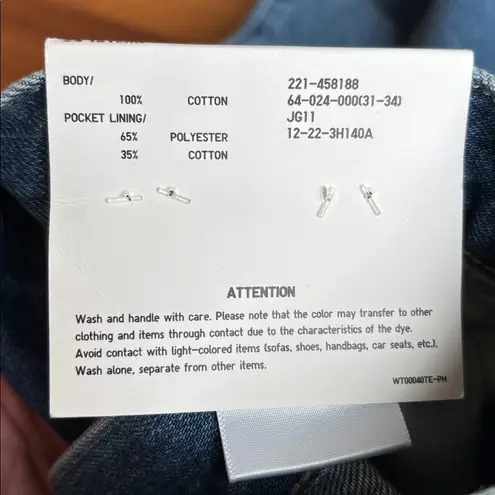 BODY/
100% COTTON
POCKET LINING/
65% POLYESTER
35% COTTON
221-458188
64-024-000(31-34)
JG11
12-22-3H140A
ATTENTION
Wash and handle with care. Please note that the color may transfer to other
clothing and items through contact due to the characteristics of the dye.
Avoid contact with light-colored items (sofas, shoes, handbags, car seats, etc.).
Wash alone, separate from other items.
WT00040TE-PH